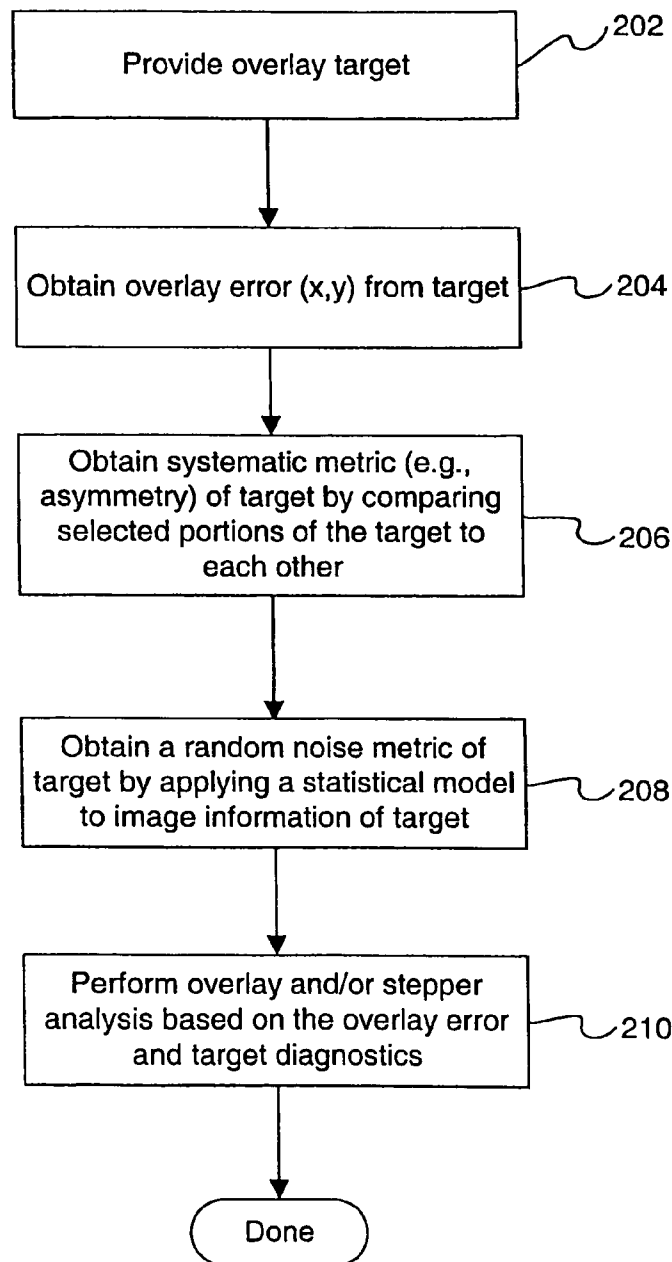 Provide overlay target
202
Obtain overlay error (x,y) from target
204
Obtain systematic metric (e.g.,
asymmetry) of target by comparing
selected portions of the target to
each other
206
Obtain a random noise metric of
target by applying a statistical model
to image information of target
208
Perform overlay and/or stepper
analysis based on the overlay error
and target diagnostics
210
Done